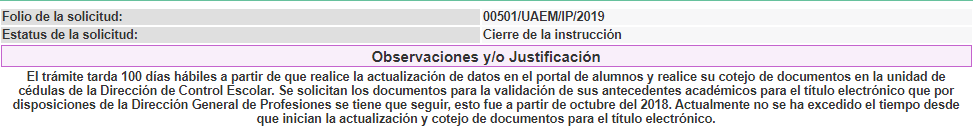 Folio de la solicitud: 00501/UAEM/IP/2019
Estatus de la solicitud: Cierre de la instrucción
Observaciones y/o Justificación
El trámite tarda 100 días hábiles a partir de que realice la actualización de datos en el portal de alumnos y realice su cotejo de documentos en la unidad de
cédulas de la Dirección de Control Escolar. Se solicitan los documentos para la validación de sus antecedentes académicos para el título electrónico que por
disposiciones de la Dirección General de Profesiones se tiene que seguir, esto fue a partir de octubre del 2018. Actualmente no se ha excedido el tiempo desde
que inician la actualización y cotejo de documentos para el título electrónico.